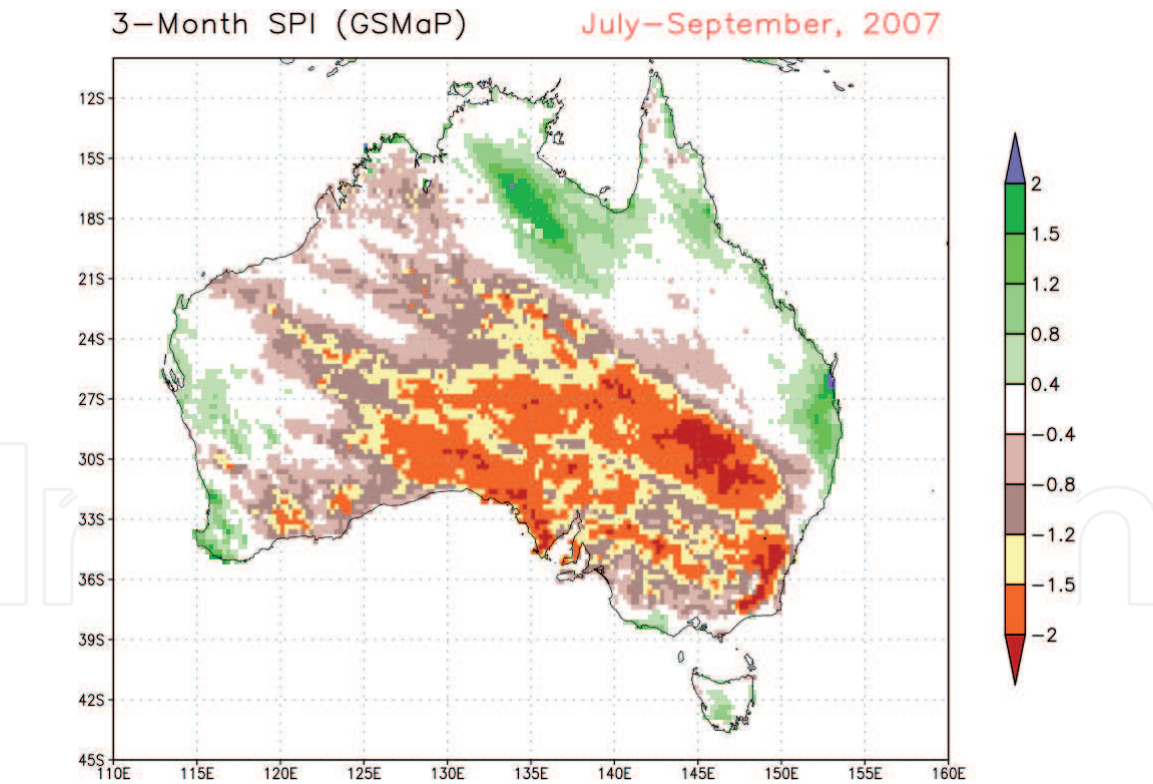 3-Month SPI (GSMaP)
July-September, 2007
12S
15S
18S
21S
24S
27S
30S
33S
36S
39S
42S
45S
110E 115E 120E 125E 130E 135E 140E 145E 150E 155E 160E
2
1.5
1.2
0.8
0.4
-0.4
-0.8
-1.2
-1.5
-2